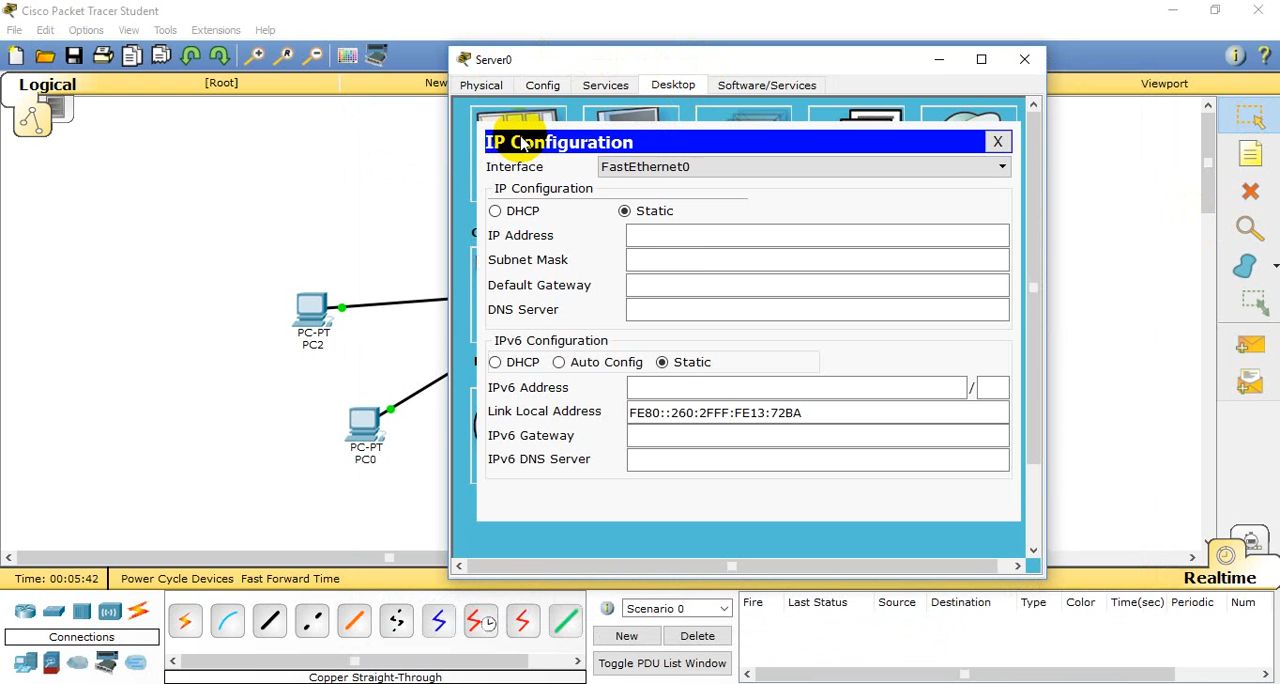 Cisco Packet Tracer Student
File Edit Options View Tools Extensions Help
Logical
[Root]
New
Viewport
Server0
Physical Config Services Desktop Software/Services
IP Configuration
X
Interface FastEthernet0
IP Configuration
DHCP Static
IP Address
Subnet Mask
Default Gateway
DNS Server
IPv6 Configuration
DHCP Auto Config Static
IPv6 Address /
Link Local Address FE80::260:2FFF:FE13:72BA
IPv6 Gateway
IPv6 DNS Server
PC-PT
PC2
PC-PT
PC0
Time: 00:05:42 Power Cycle Devices Fast Forward Time
Realtime
Connections
Copper Straight-Through
Scenario 0
New Delete
Toggle PDU List Window
Fire Last Status Source Destination Type Color Time(sec) Periodic Num